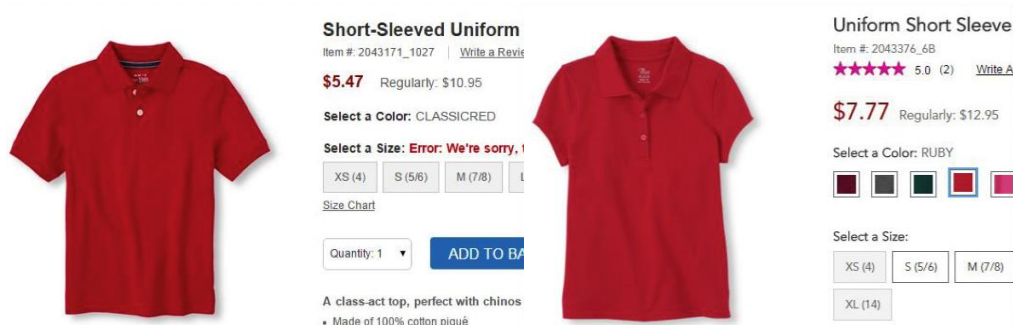 Short-Sleeved Uniform
Item #: 2043171_1027 Write a Revie
$5.47 Regularly: $10.95
Select a Color: CLASSICRED
Select a Size: Error: We're sorry, t
XS (4) S (5/6) M (7/8) L
Size Chart
Quantity: 1 ADD TO BA
A class-act top, perfect with chinos
• Made of 100% cotton piqué
Uniform Short Sleeve
Item #: 2043376_6B
5.0 (2) Write A
$7.77 Regularly: $12.95
Select a Color: RUBY
Select a Size:
XS (4) S (5/6) M (7/8)
XL (14)